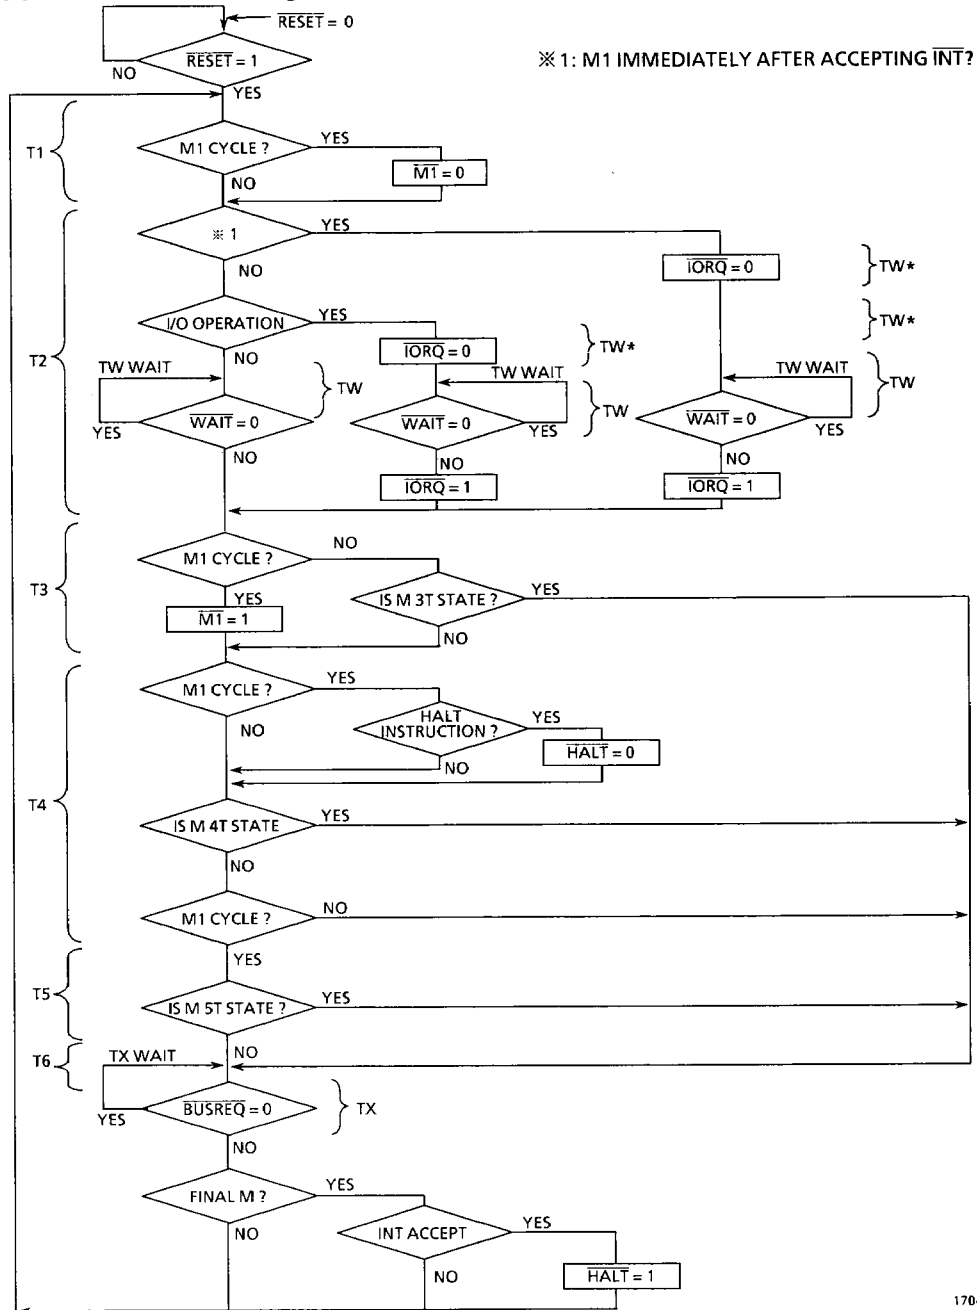 RESET = 0
RESET = 1
NO
YES
※ 1: M1 IMMEDIATELY AFTER ACCEPTING INT?
T1
M1 CYCLE ?
YES
M1 = 0
NO
※ 1
YES
NO
IORQ = 0
TW*
TW*
T2
I/O OPERATION
YES
NO
IORQ = 0
TW*
TW WAIT
TW
TW WAIT
TW
TW WAIT
TW
WAIT = 0
YES
NO
WAIT = 0
YES
NO
WAIT = 0
YES
NO
IORQ = 1
IORQ = 1
T3
M1 CYCLE ?
NO
YES
M1 = 1
IS M 3T STATE ?
YES
NO
T4
M1 CYCLE ?
YES
NO
HALT
INSTRUCTION ?
YES
NO
HALT = 0
IS M 4T STATE
YES
NO
M1 CYCLE ?
NO
YES
T5
IS M 5T STATE ?
YES
NO
T6
TX WAIT
BUSREQ = 0
YES
TX
NO
FINAL M ?
YES
NO
INT ACCEPT
YES
NO
HALT = 1